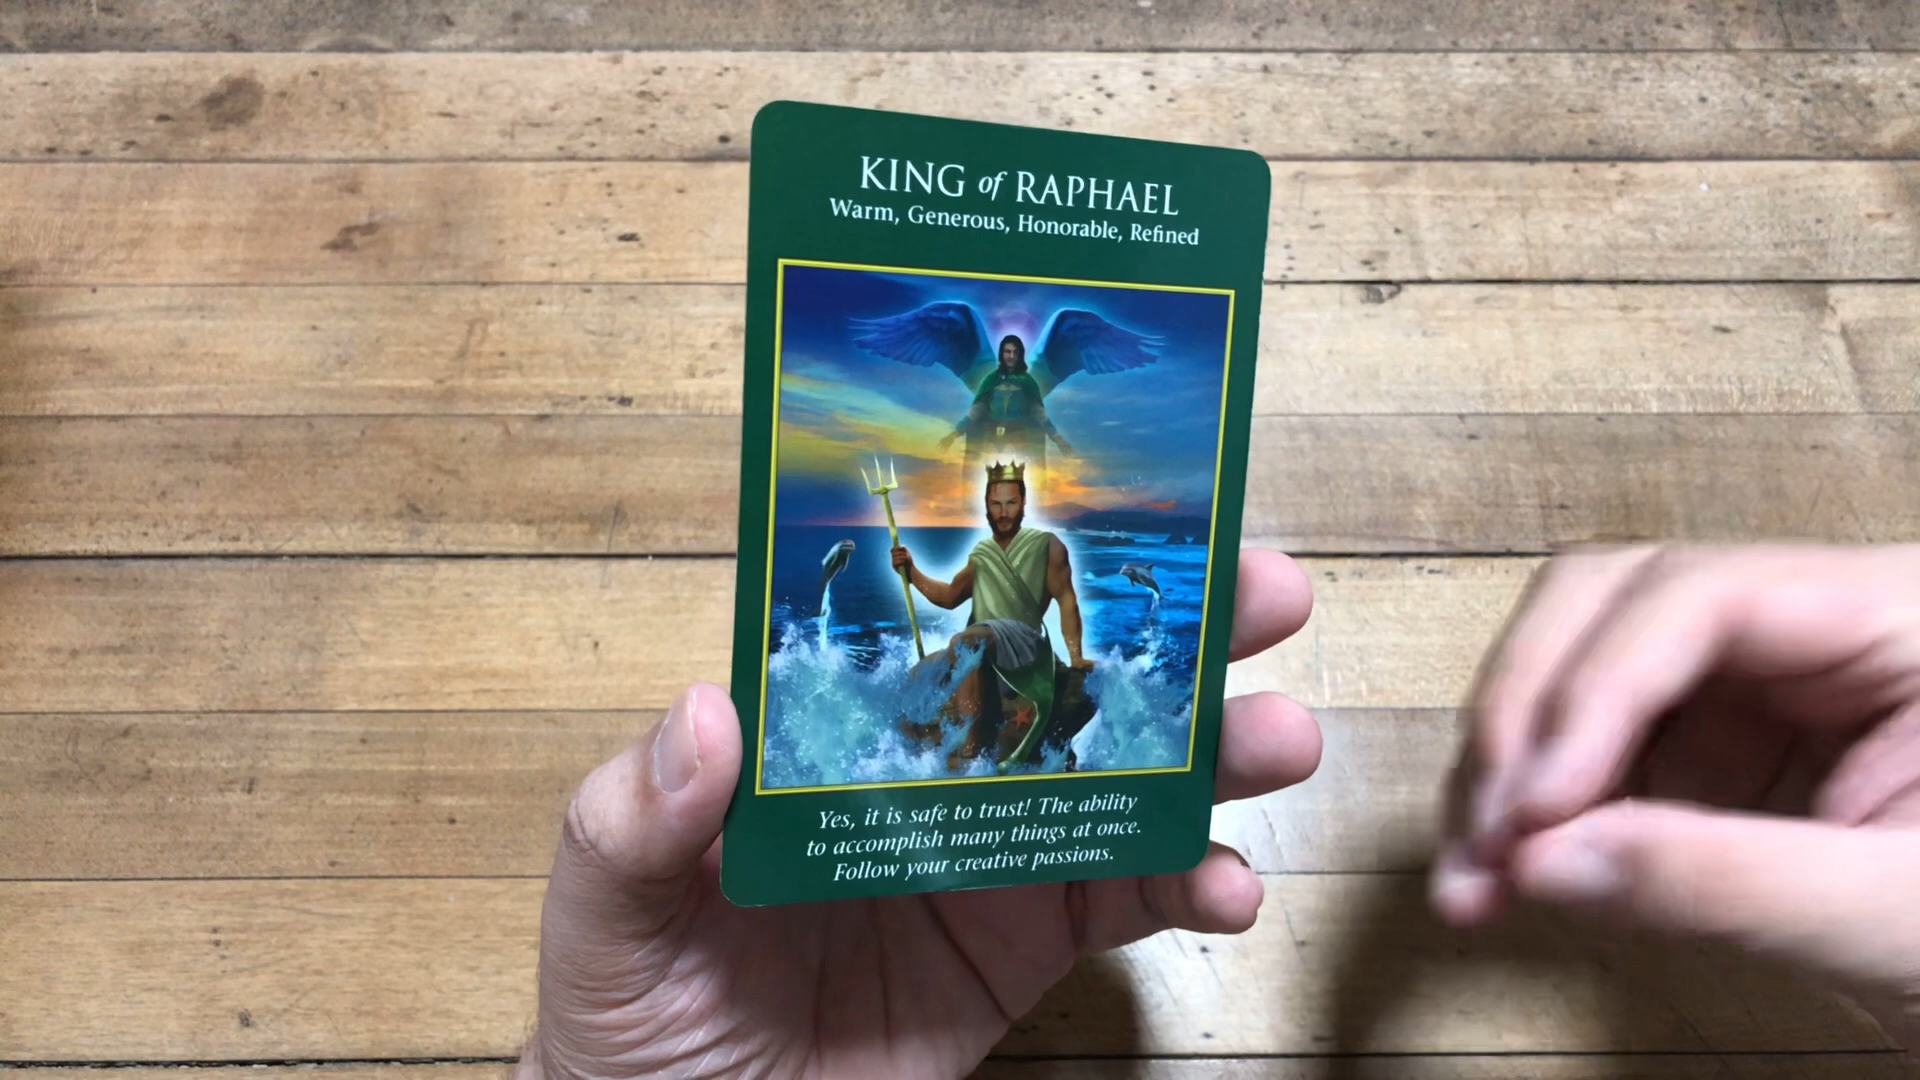 KING of RAPHAEL
Warm, Generous, Honorable, Refined
Yes, it is safe to trust! The ability
to accomplish many things at once.
Follow your creative passions.